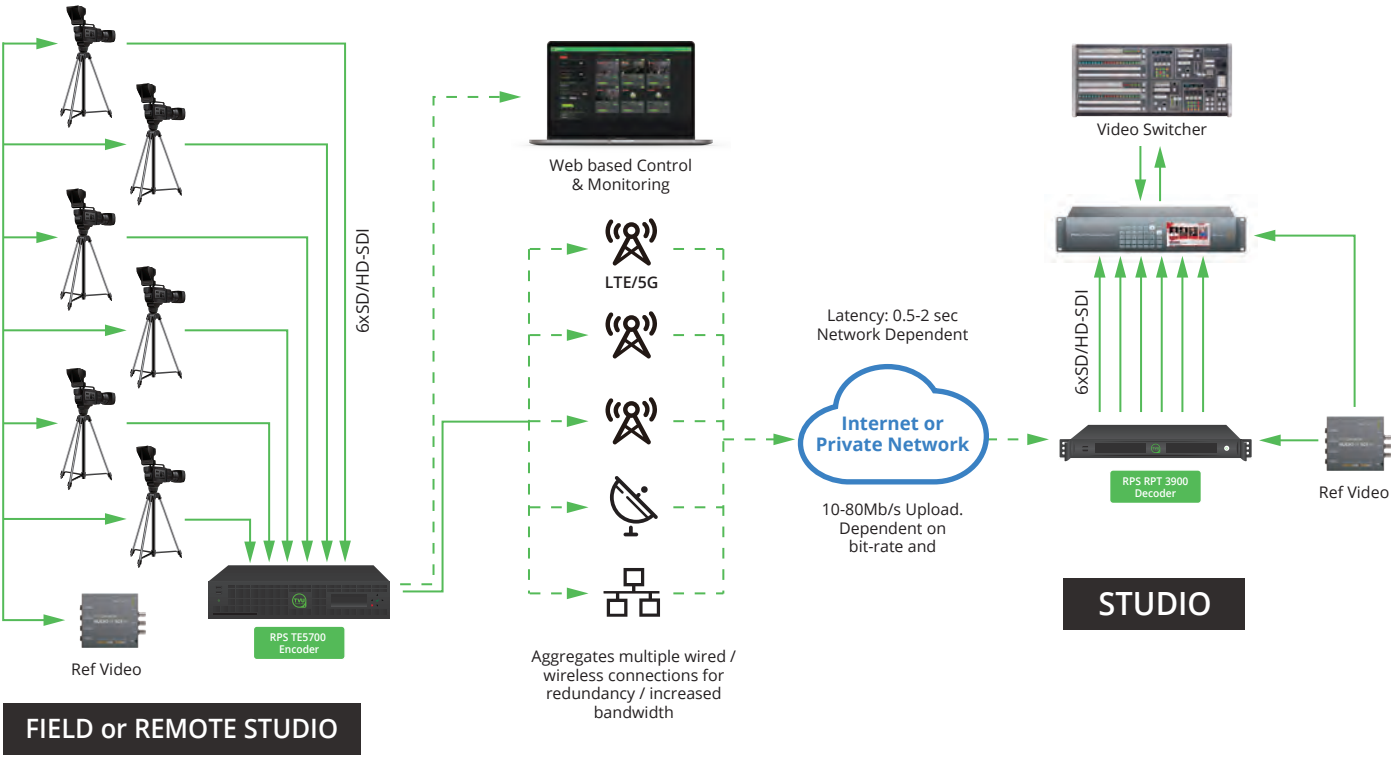 6xSD/HD-SDI
Ref Video
TVU
RPS TE5700
Encoder
FIELD or REMOTE STUDIO
Web based Control
& Monitoring
LTE/5G
Aggregates multiple wired /
wireless connections for
redundancy / increased
bandwidth
Latency: 0.5-2 sec
Network Dependent
Internet or
Private Network
10-80Mb/s Upload.
Dependent on
bit-rate and
Video Switcher
6xSD/HD-SDI
RPS RPT 3900
Decoder
Ref Video
STUDIO